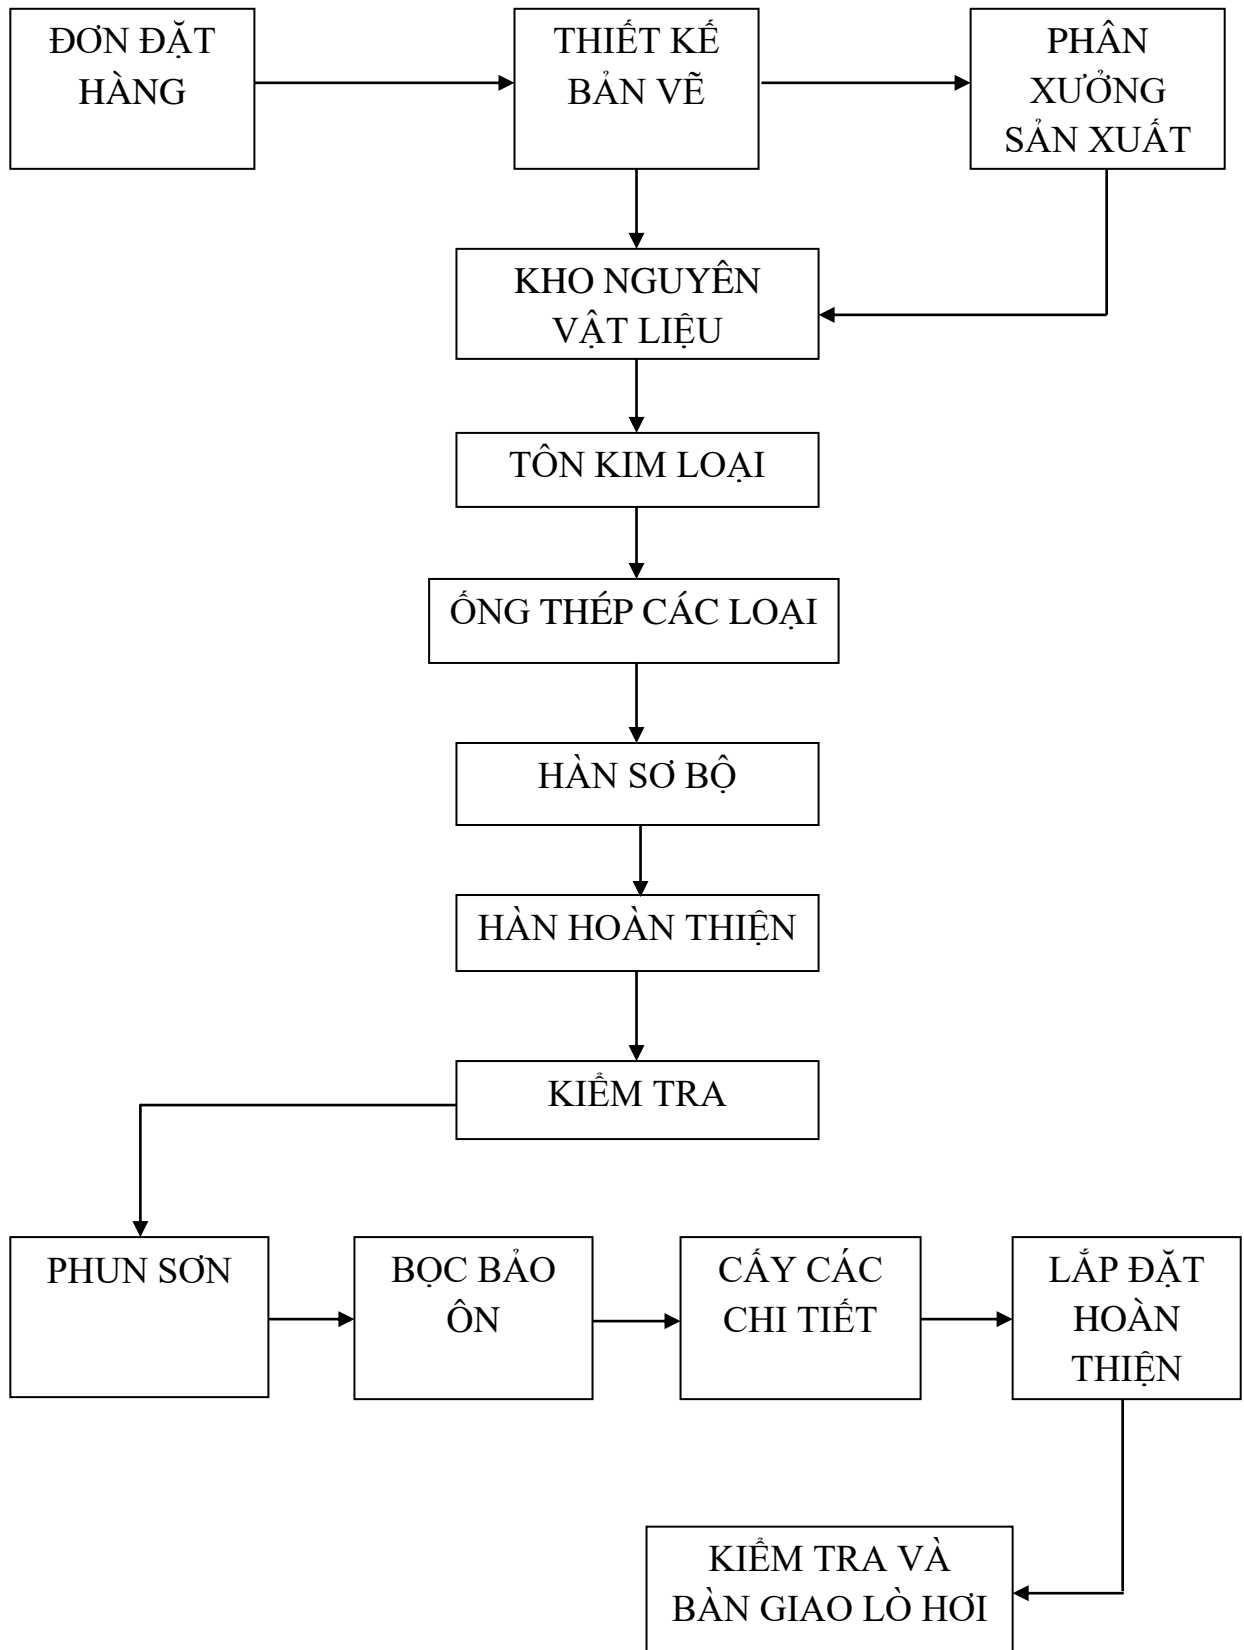 ĐƠN ĐẶT
HÀNG
THIẾT KẾ
BẢN VẼ
PHÂN
XƯỞNG
SẢN XUẤT
KHO NGUYÊN
VẬT LIỆU
TÔN KIM LOẠI
ỐNG THÉP CÁC LOẠI
HÀN SƠ BỘ
HÀN HOÀN THIỆN
KIỂM TRA
PHUN SƠN
BỌC BẢO
ÔN
CẤY CÁC
CHI TIẾT
LẮP ĐẶT
HOÀN
THIỆN
KIỂM TRA VÀ
BÀN GIAO LÒ HƠI